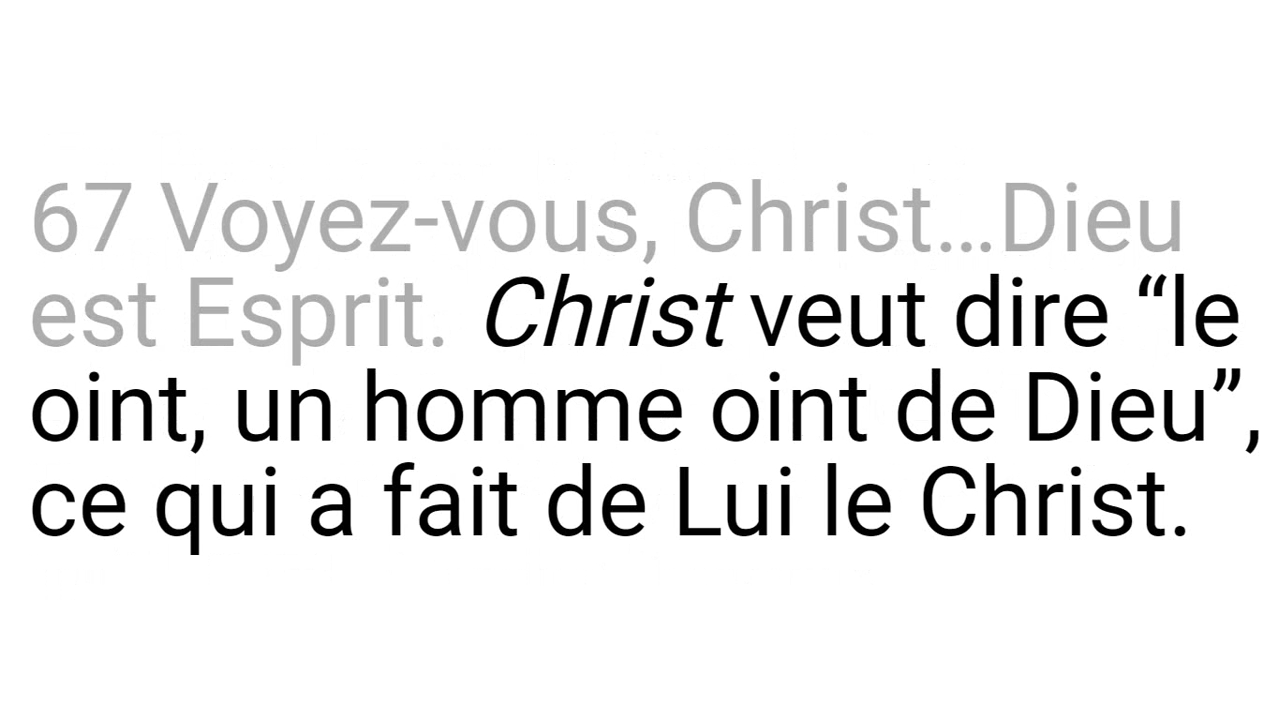 67 Voyez-vous, Christ…Dieu
est Esprit. Christ veut dire “le
oint, un homme oint de Dieu”,
ce qui a fait de Lui le Christ.